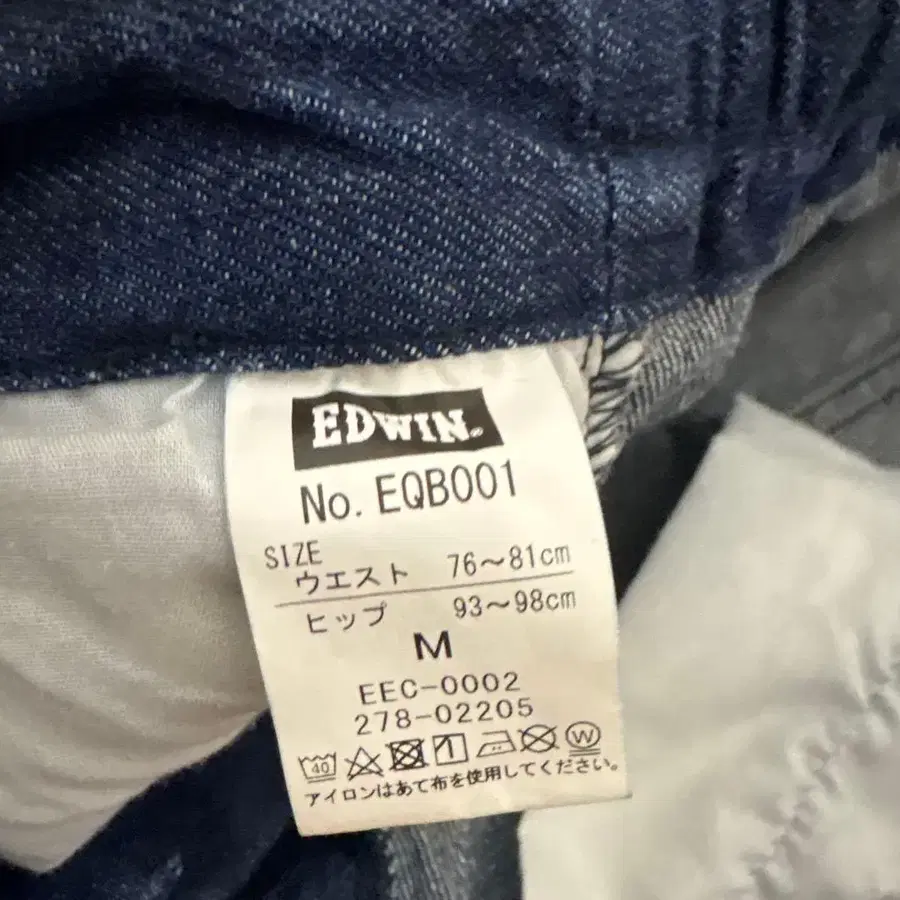 EDWIN
No. EQB001
SIZE
ウエスト 76～81cm
ヒップ 93～98cm
M
EEC-0002
278-02205
40 W
アイロンはあて布を使用してください。